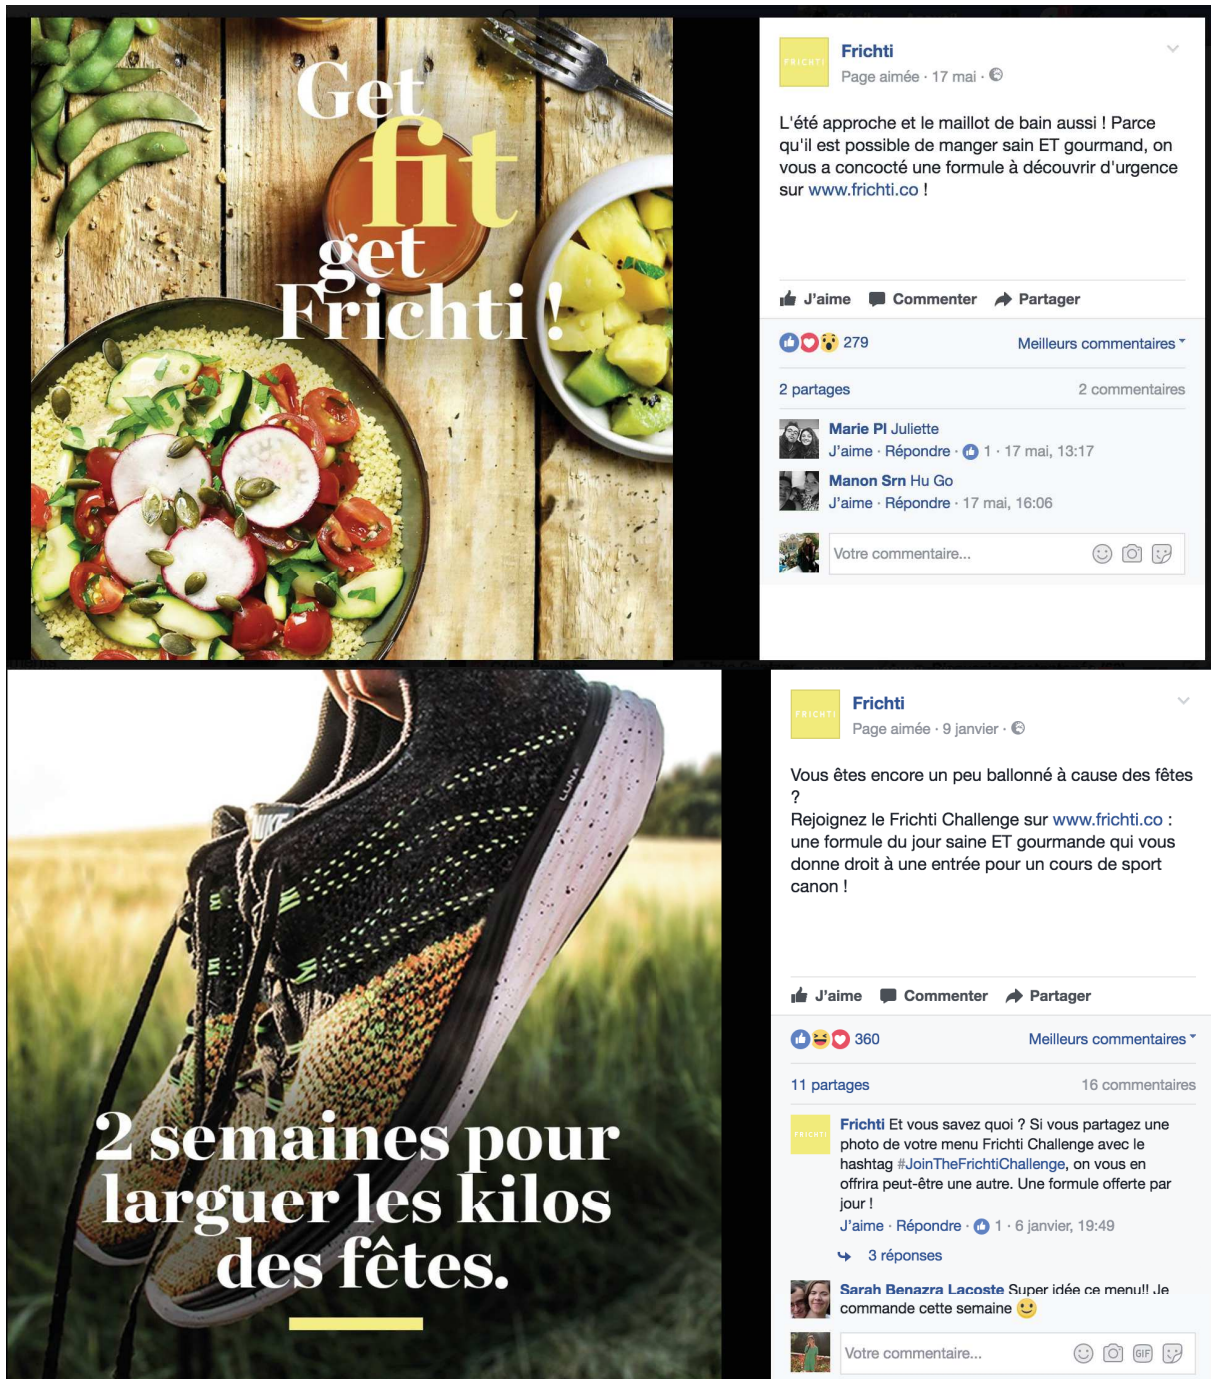 Get
fit
get
Frichti !
FRICHTI
Frichti
Page aimée · 17 mai ·
L'été approche et le maillot de bain aussi ! Parce
qu'il est possible de manger sain ET gourmand, on
vous a concocté une formule à découvrir d'urgence
sur www.frichti.co !
J'aime Commenter Partager
279 Meilleurs commentaires
2 partages 2 commentaires
Marie Pl Juliette
J'aime · Répondre · 1 · 17 mai, 13:17
Manon Srn Hu Go
J'aime · Répondre · 17 mai, 16:06
Votre commentaire...
LUNA
NIKE
2 semaines pour
larguer les kilos
des fêtes.
FRICHTI
Frichti
Page aimée · 9 janvier ·
Vous êtes encore un peu ballonné à cause des fêtes
?
Rejoignez le Frichti Challenge sur www.frichti.co :
une formule du jour saine ET gourmande qui vous
donne droit à une entrée pour un cours de sport
canon !
J'aime Commenter Partager
360 Meilleurs commentaires
11 partages 16 commentaires
FRICHTI
Frichti Et vous savez quoi ? Si vous partagez une
photo de votre menu Frichti Challenge avec le
hashtag #JoinTheFrichtiChallenge, on vous en
offrira peut-être une autre. Une formule offerte par
jour !
J'aime · Répondre · 1 · 6 janvier, 19:49
3 réponses
Sarah Benazra Lacoste Super idée ce menu!! Je
commande cette semaine
Votre commentaire...
GIF